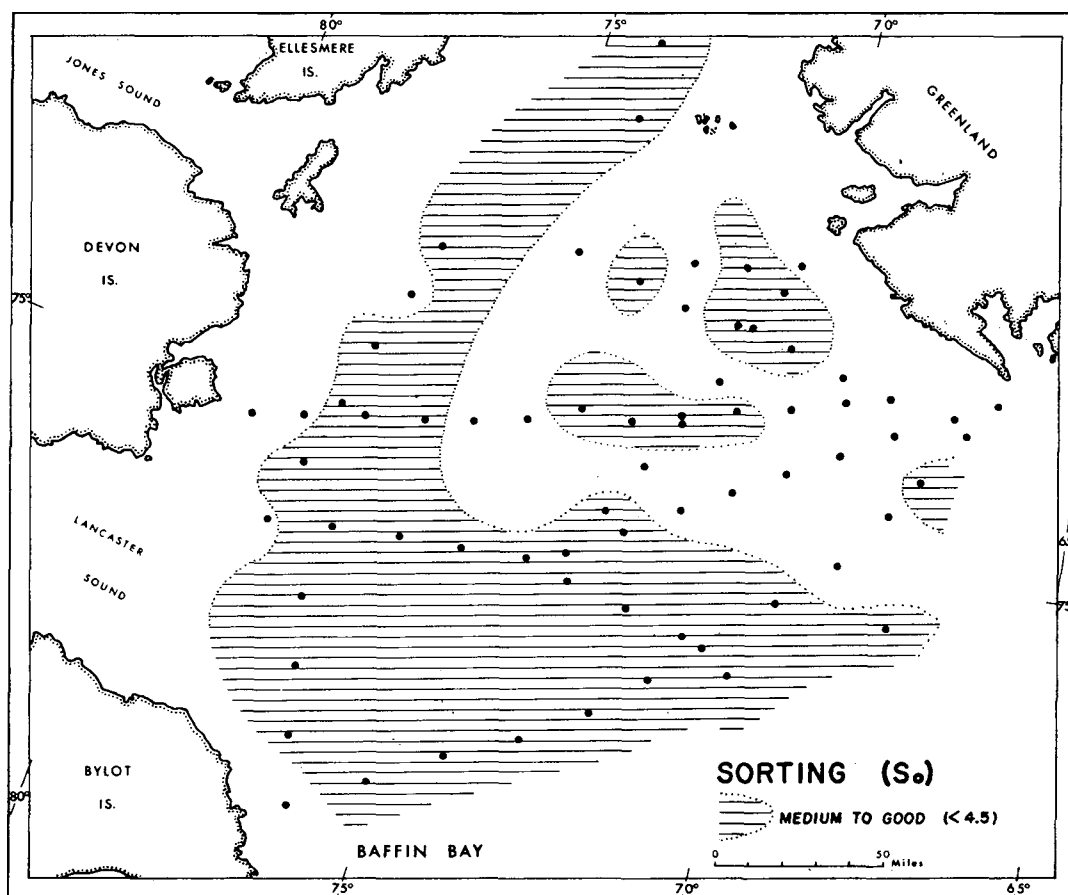 80°
75°
70°
ELLESMERE
IS.
JONES SOUND
GREENLAND
DEVON
IS.
75°
LANCASTER
SOUND
BYLOT
IS.
80°
BAFFIN BAY
SORTING (So)
MEDIUM TO GOOD (< 4.5)
0 50
Miles
75°
70°
65°